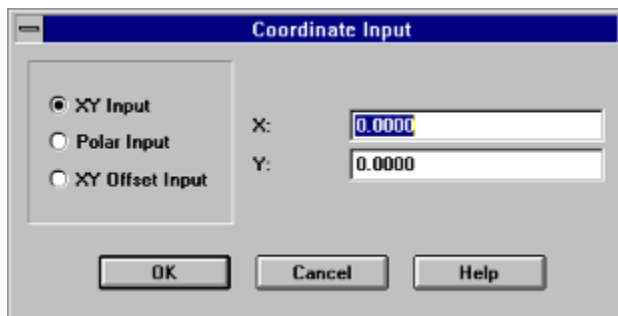 Coordinate Input
XY Input
Polar Input
XY Offset Input
X: 0.0000
Y: 0.0000
OK Cancel Help